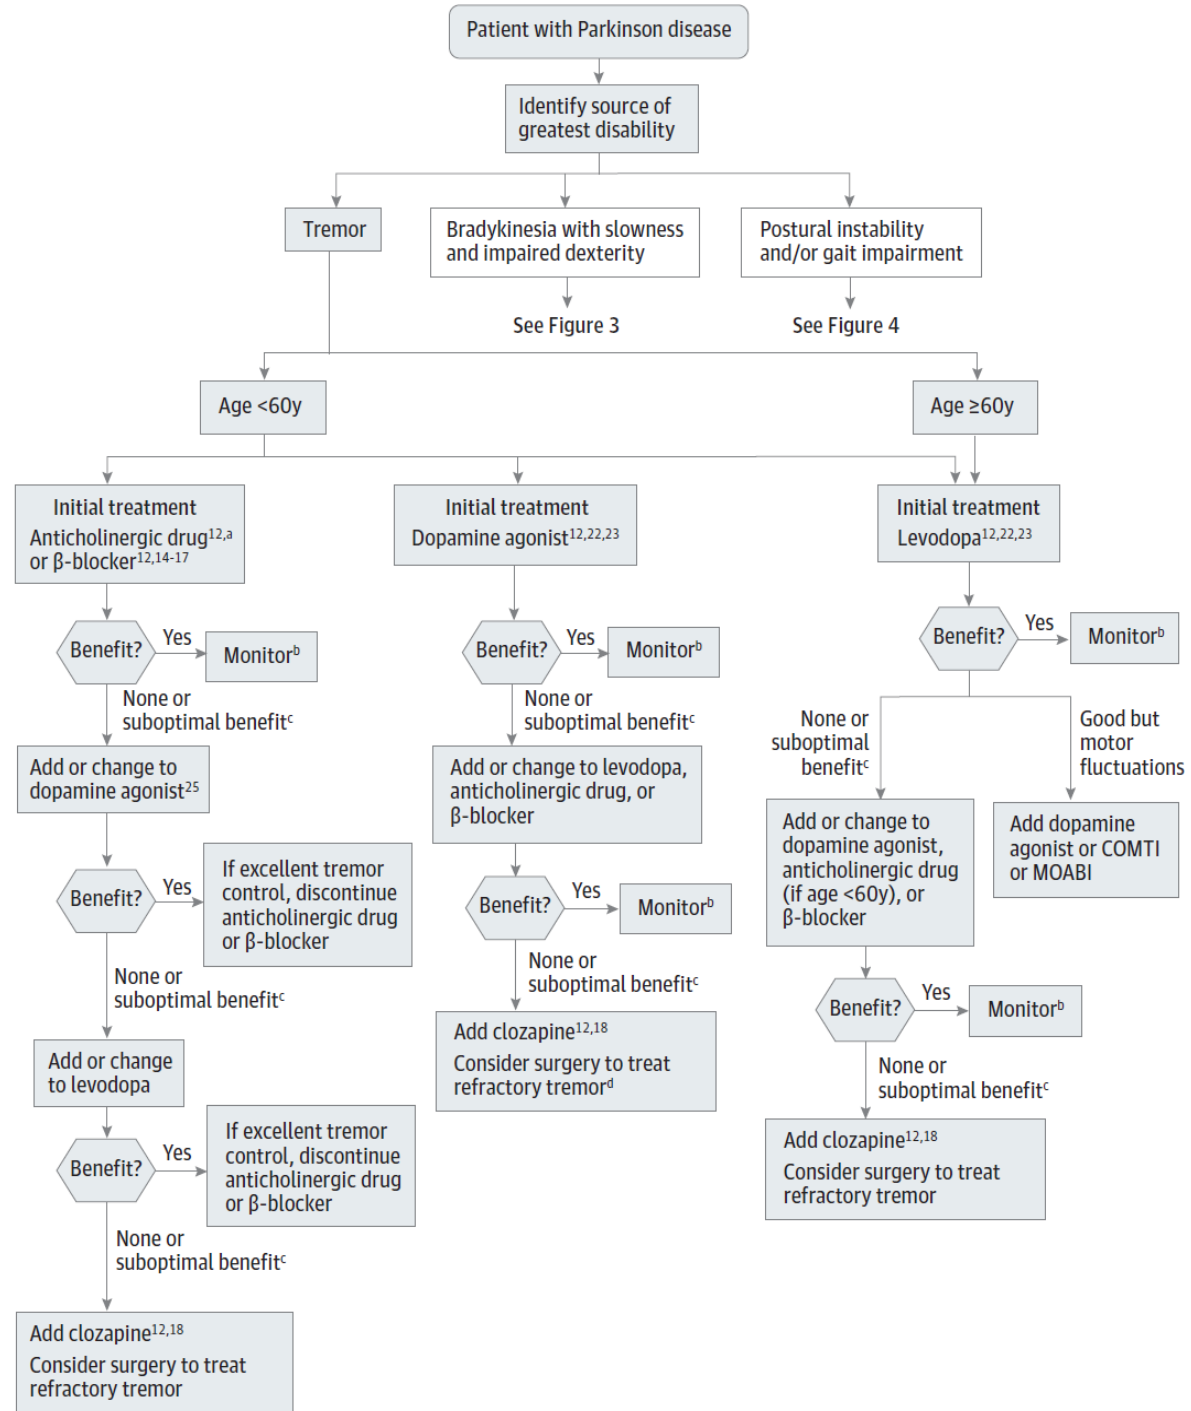 Patient with Parkinson disease
Identify source of
greatest disability
Tremor
Bradykinesia with slowness
and impaired dexterity
Postural instability
and/or gait impairment
See Figure 3
See Figure 4
Age <60y
Age ≥60y
Initial treatment
Anticholinergic drug12,a
or β-blocker12,14-17
Benefit?
Yes
Monitorb
None or
suboptimal benefitc
Add or change to
dopamine agonist25
Benefit?
Yes
If excellent tremor
control, discontinue
anticholinergic drug
or β-blocker
None or
suboptimal benefitc
Add or change
to levodopa
Benefit?
Yes
If excellent tremor
control, discontinue
anticholinergic drug
or β-blocker
None or
suboptimal benefitc
Add clozapine12,18
Consider surgery to treat
refractory tremor
Initial treatment
Dopamine agonist12,22,23
Benefit?
Yes
Monitorb
None or
suboptimal benefitc
Add or change to levodopa,
anticholinergic drug, or
β-blocker
Benefit?
Yes
Monitorb
None or
suboptimal benefitc
Add clozapine12,18
Consider surgery to treat
refractory tremord
Initial treatment
Levodopa12,22,23
Benefit?
Yes
Monitorb
None or
suboptimal
benefitc
Good but
motor
fluctuations
Add or change to
dopamine agonist,
anticholinergic drug
(if age <60y), or
β-blocker
Add dopamine
agonist or COMTI
or MOABI
Benefit?
Yes
Monitorb
None or
suboptimal benefitc
Add clozapine12,18
Consider surgery to treat
refractory tremor